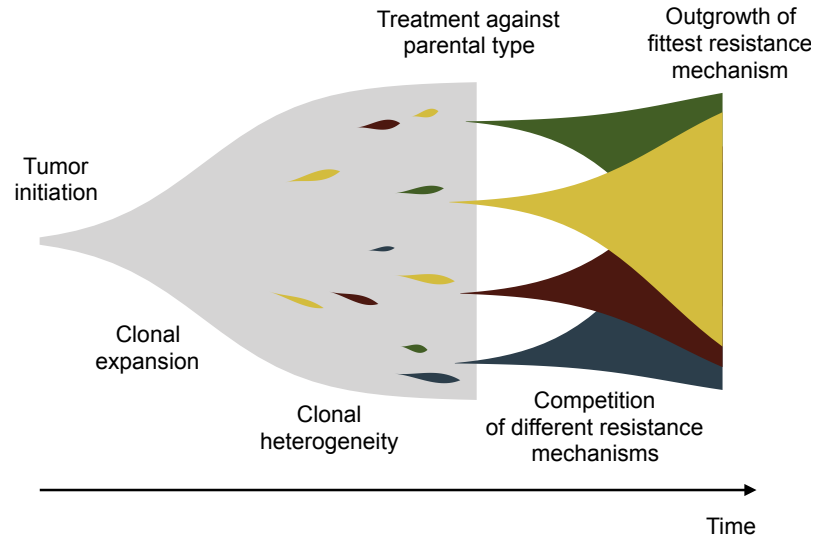 Treatment against
parental type
Outgrowth of
fittest resistance
mechanism
Tumor
initiation
Clonal
expansion
Clonal
heterogeneity
Competition
of different resistance
mechanisms
Time